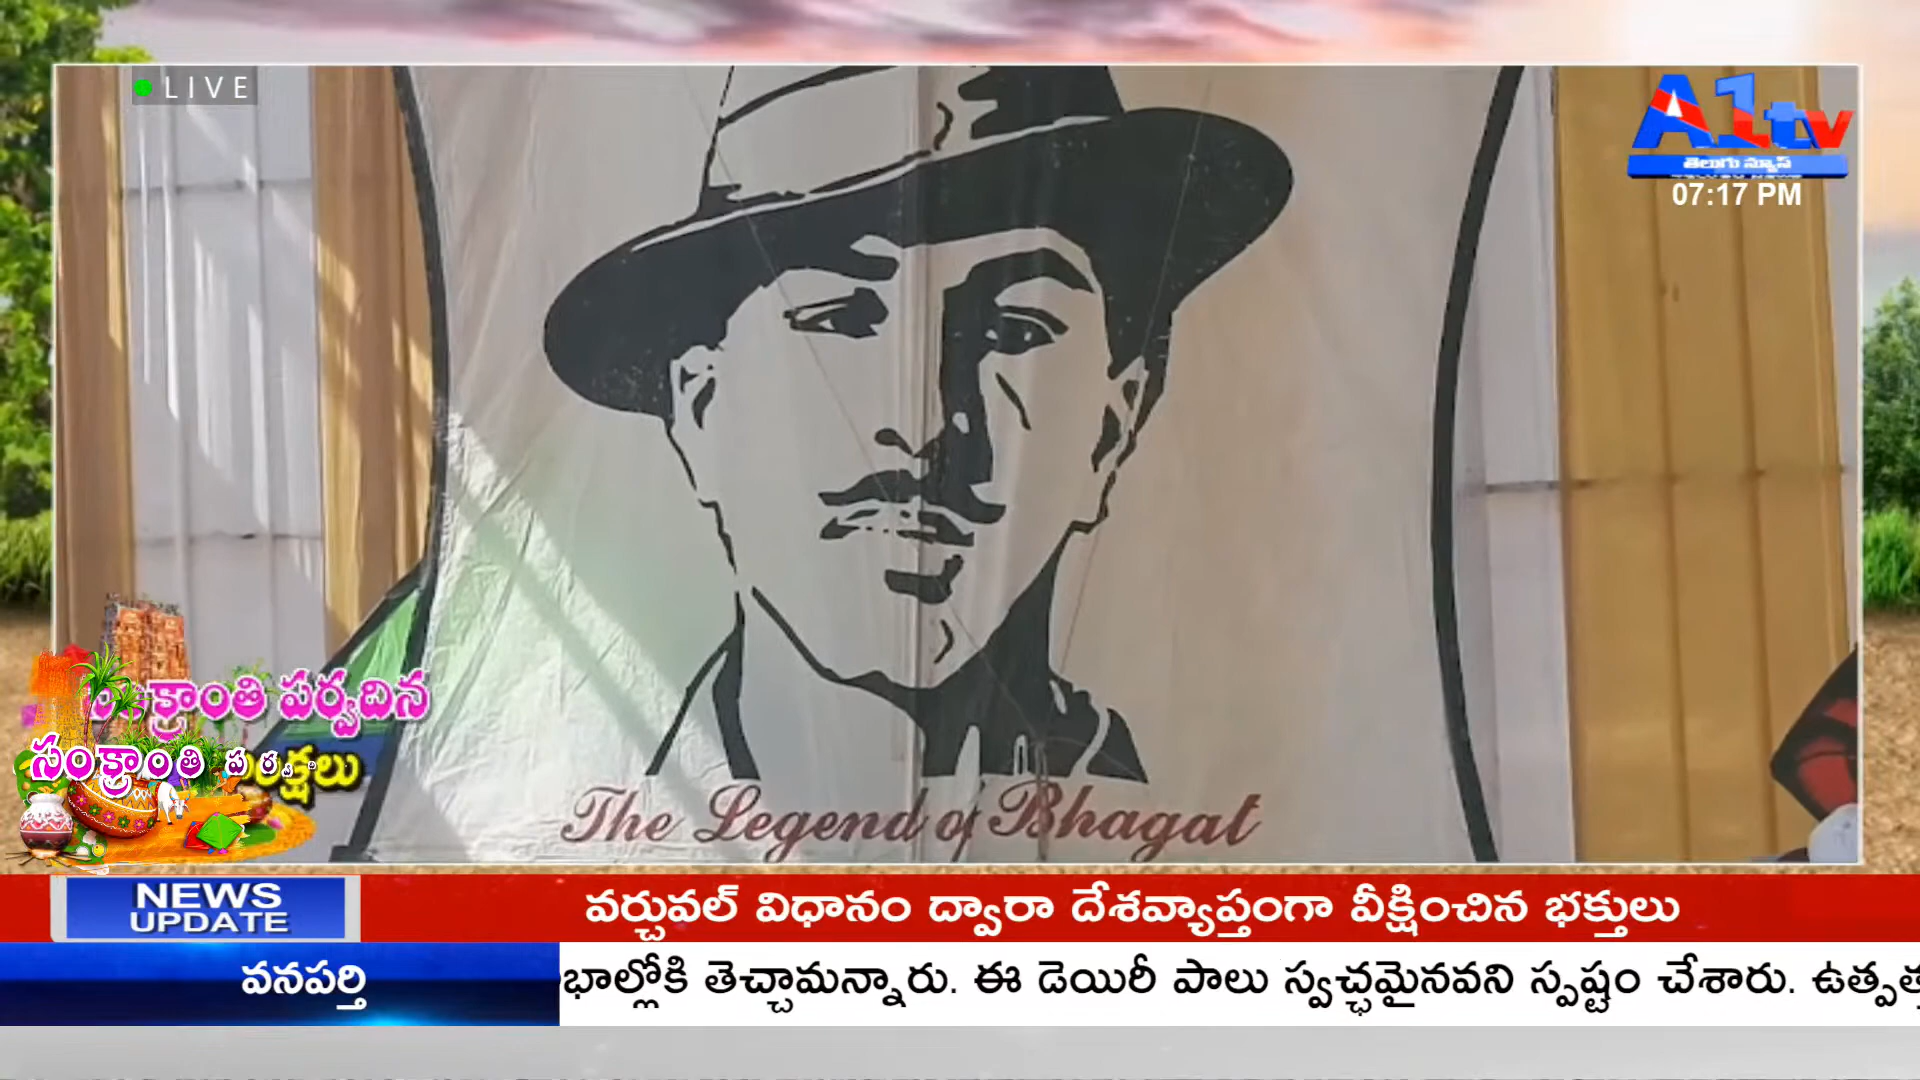 LIVE
A1tv
తెలుగు న్యూస్
07:17 PM
The Legend of Bhagat
సంక్రాంతి పర్వదిన
సంక్రాంతి
NEWS
UPDATE
వర్చువల్ విధానం ద్వారా దేశవ్యాప్తంగా వీక్షించిన భక్తులు
వనపర్తి
తెచ్చామన్నారు. ఈ డెయిరీ పాలు స్వచ్ఛమైనవని స్పష్టం చేశారు.